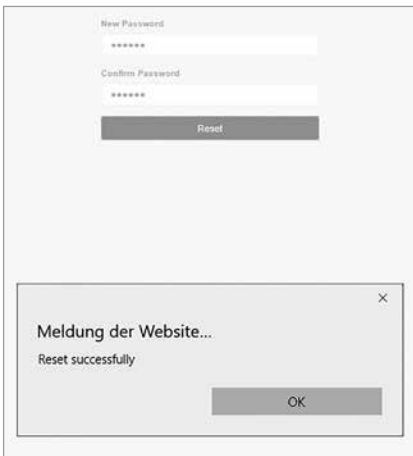 New Password
******
Confirm Password
******
Reset
Meldung der Website...
Reset successfully
OK